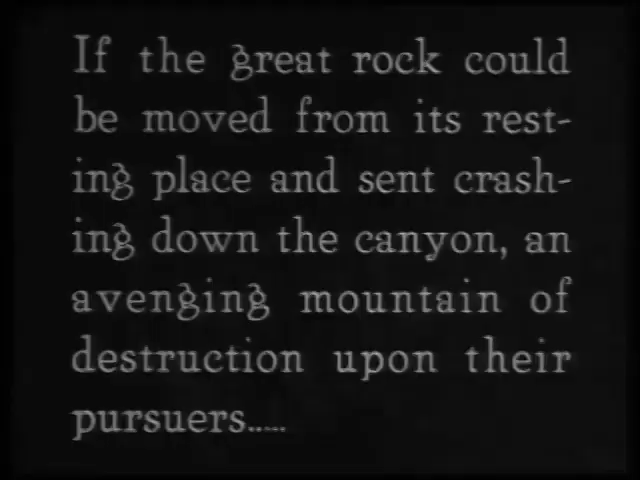 If the great rock could
be moved from its rest-
ing place and sent crash-
ing down the canyon, an
avenging mountain of
destruction upon their
pursuers.....